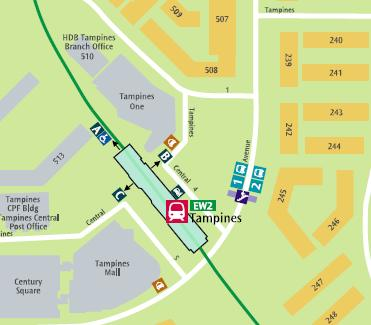 509
507
Tampines
HDB Tampines
Branch Office
510
508
240
239
241
Tampines
One
1
Tampines
243
242
244
Avenue
A
B
513
Central 4
1
2
C
EW2
Tampines
245
246
Tampines
CPF Bldg
Tampines Central
Post Office
Central
ines
5
Tampines
Mall
Century
Square
247
248